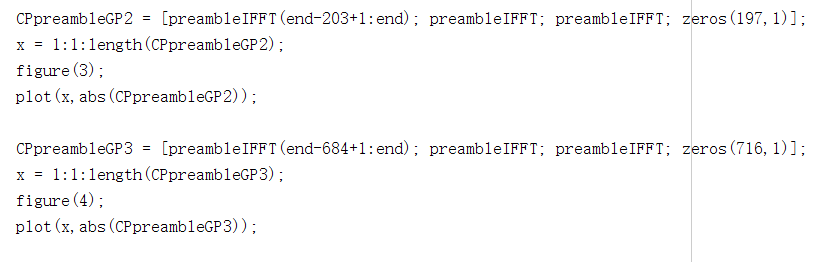 CPpreambleGP2 = [preambleIFFT(end-203+1:end); preambleIFFT; preambleIFFT; zeros(197,1)];
x = 1:1:length(CPpreambleGP2);
figure(3);
plot(x,abs(CPpreambleGP2));
CPpreambleGP3 = [preambleIFFT(end-684+1:end); preambleIFFT; preambleIFFT; zeros(716,1)];
x = 1:1:length(CPpreambleGP3);
figure(4);
plot(x,abs(CPpreambleGP3));